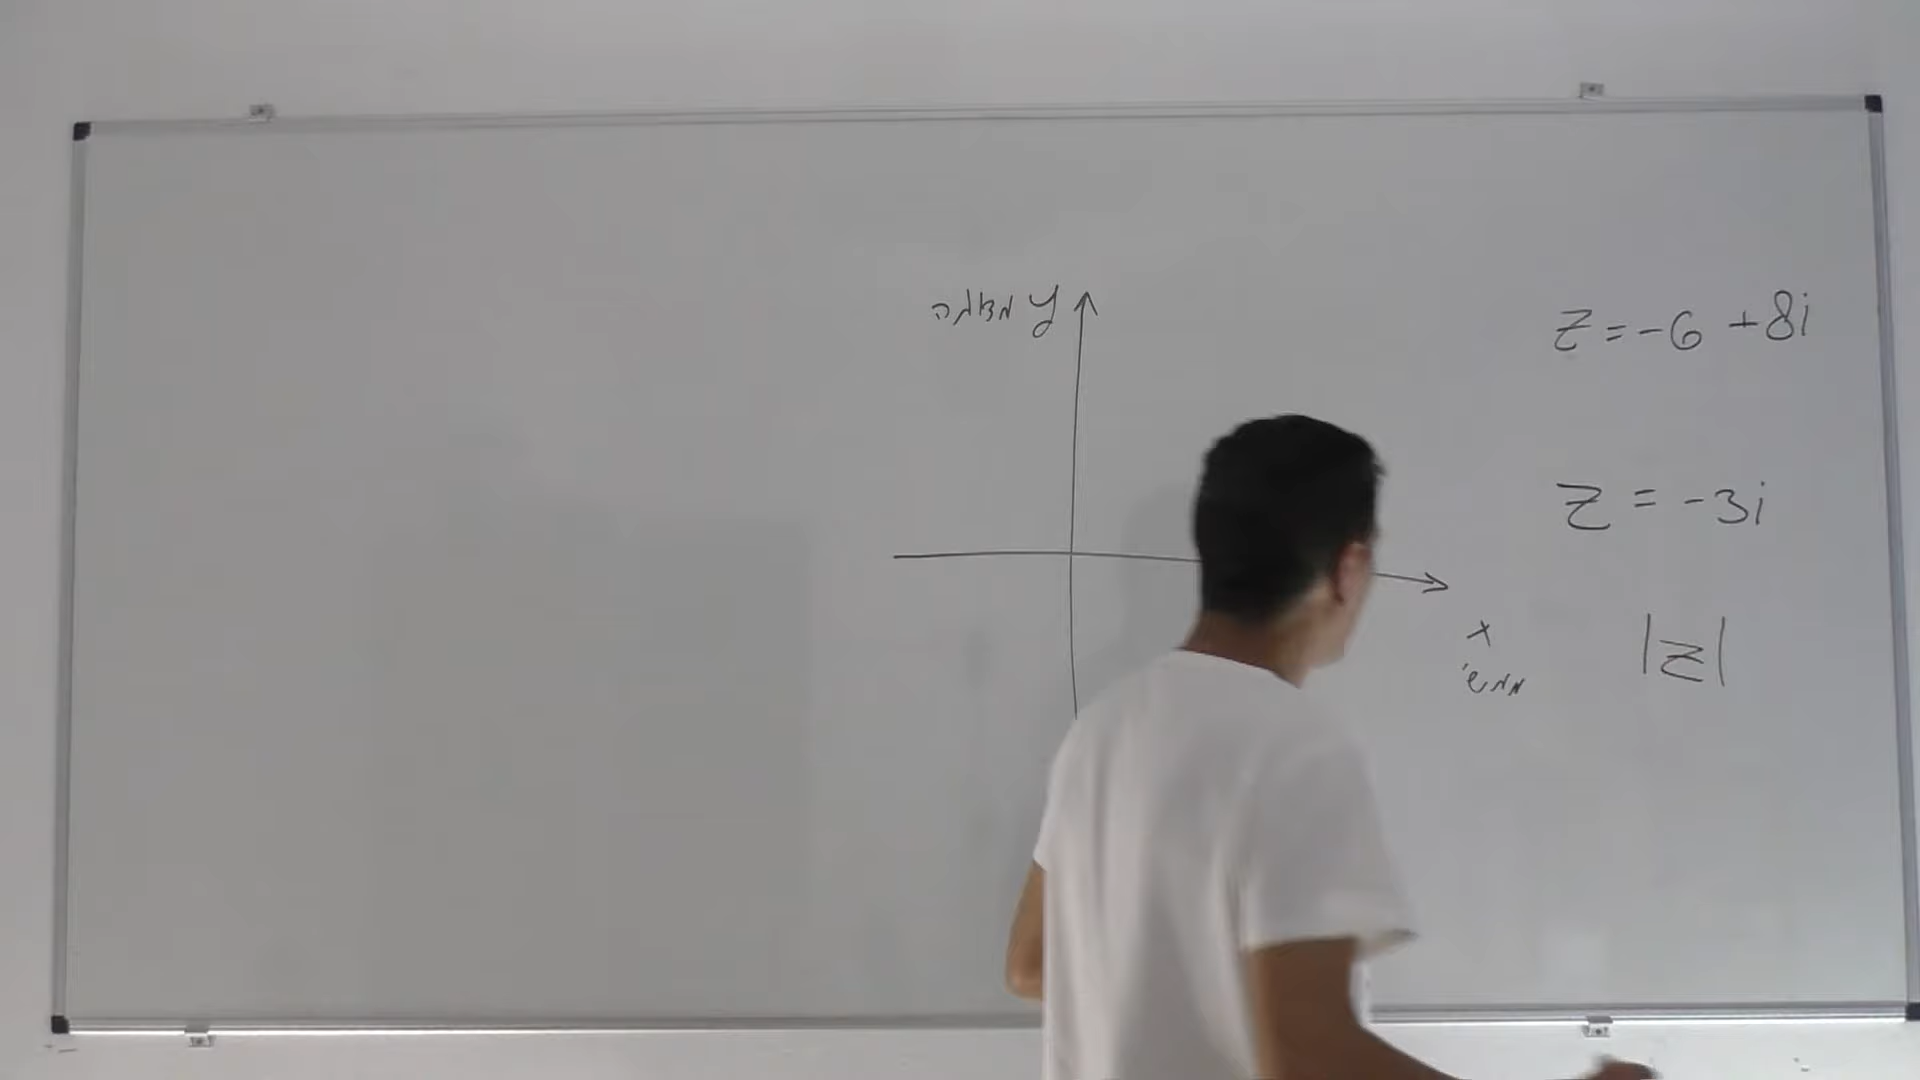 y מדומה
z = -6 + 8i
z = -3i
x
ממשי
|z|